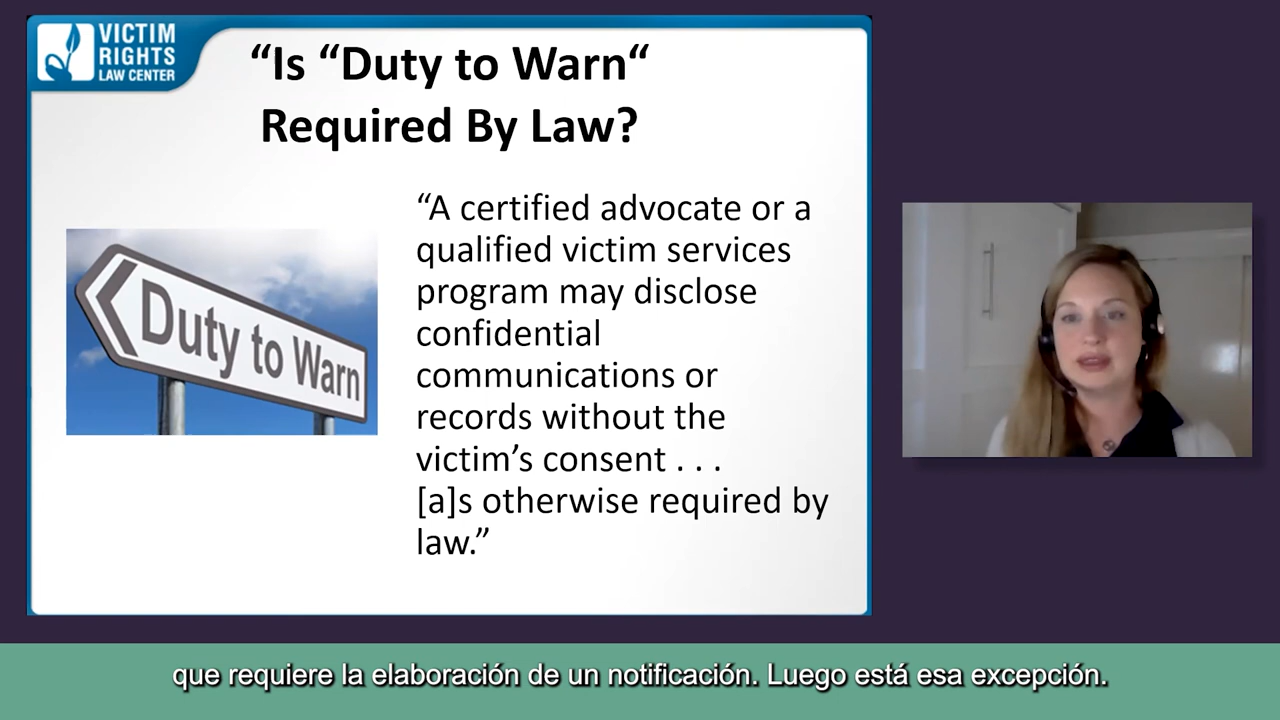 VICTIM
RIGHTS
LAW CENTER
“Is “Duty to Warn“
Required By Law?
Duty to Warn
“A certified advocate or a
qualified victim services
program may disclose
confidential
communications or
records without the
victim’s consent . . .
[a]s otherwise required by
law.”
que requiere la elaboración de un notificación. Luego está esa excepción.